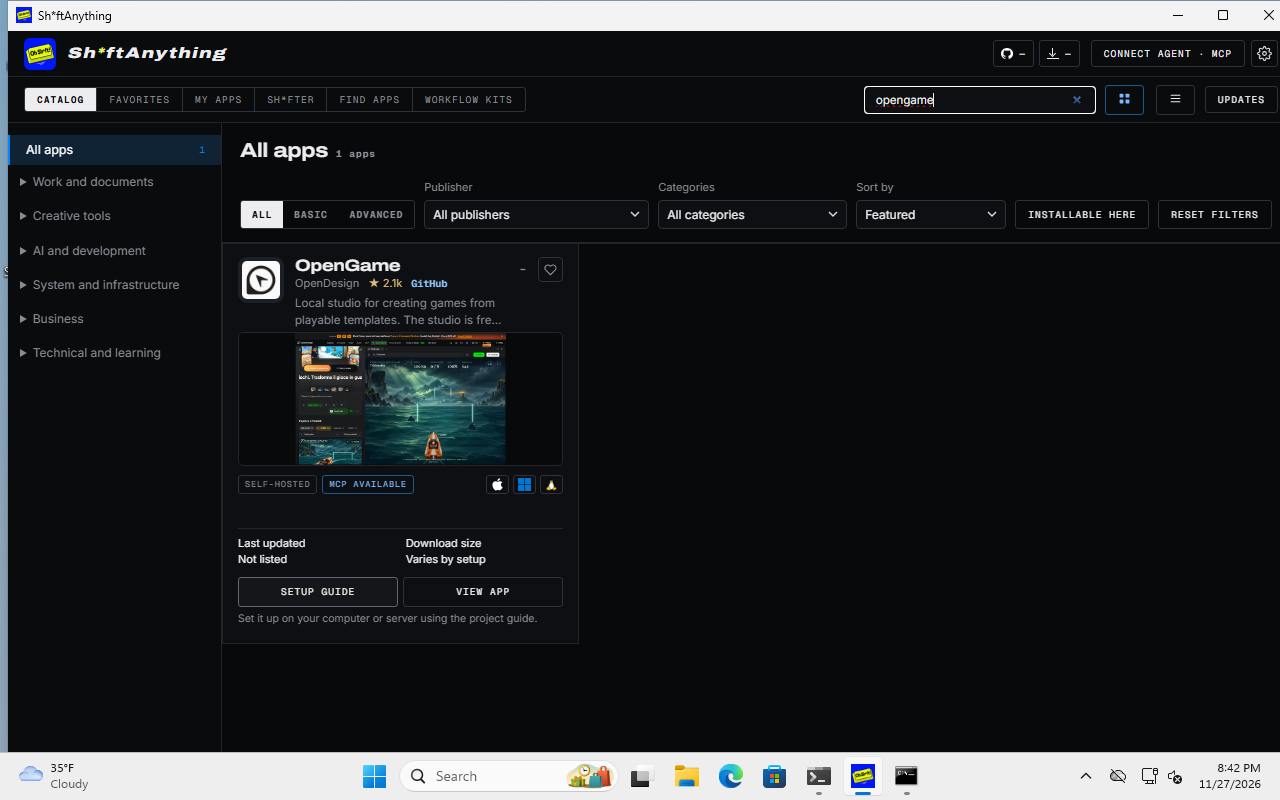 Sh*ftAnything
Oh Sh*ft!
Sh*ftAnything
–
–
CONNECT AGENT · MCP
CATALOG
FAVORITES
MY APPS
SH*FTER
FIND APPS
WORKFLOW KITS
opengame
UPDATES
All apps 1
Work and documents
Creative tools
AI and development
System and infrastructure
Business
Technical and learning
All apps 1 apps
Publisher
Categories
Sort by
ALL
BASIC
ADVANCED
All publishers
All categories
Featured
INSTALLABLE HERE
RESET FILTERS
OpenGame
–
OpenDesign ★ 2.1k GitHub
Local studio for creating games from
playable templates. The studio is fre...
SELF-HOSTED
MCP AVAILABLE
Last updated
Download size
Not listed
Varies by setup
SETUP GUIDE
VIEW APP
Set it up on your computer or server using the project guide.
35°F
Cloudy
Search
8:42 PM
11/27/2026